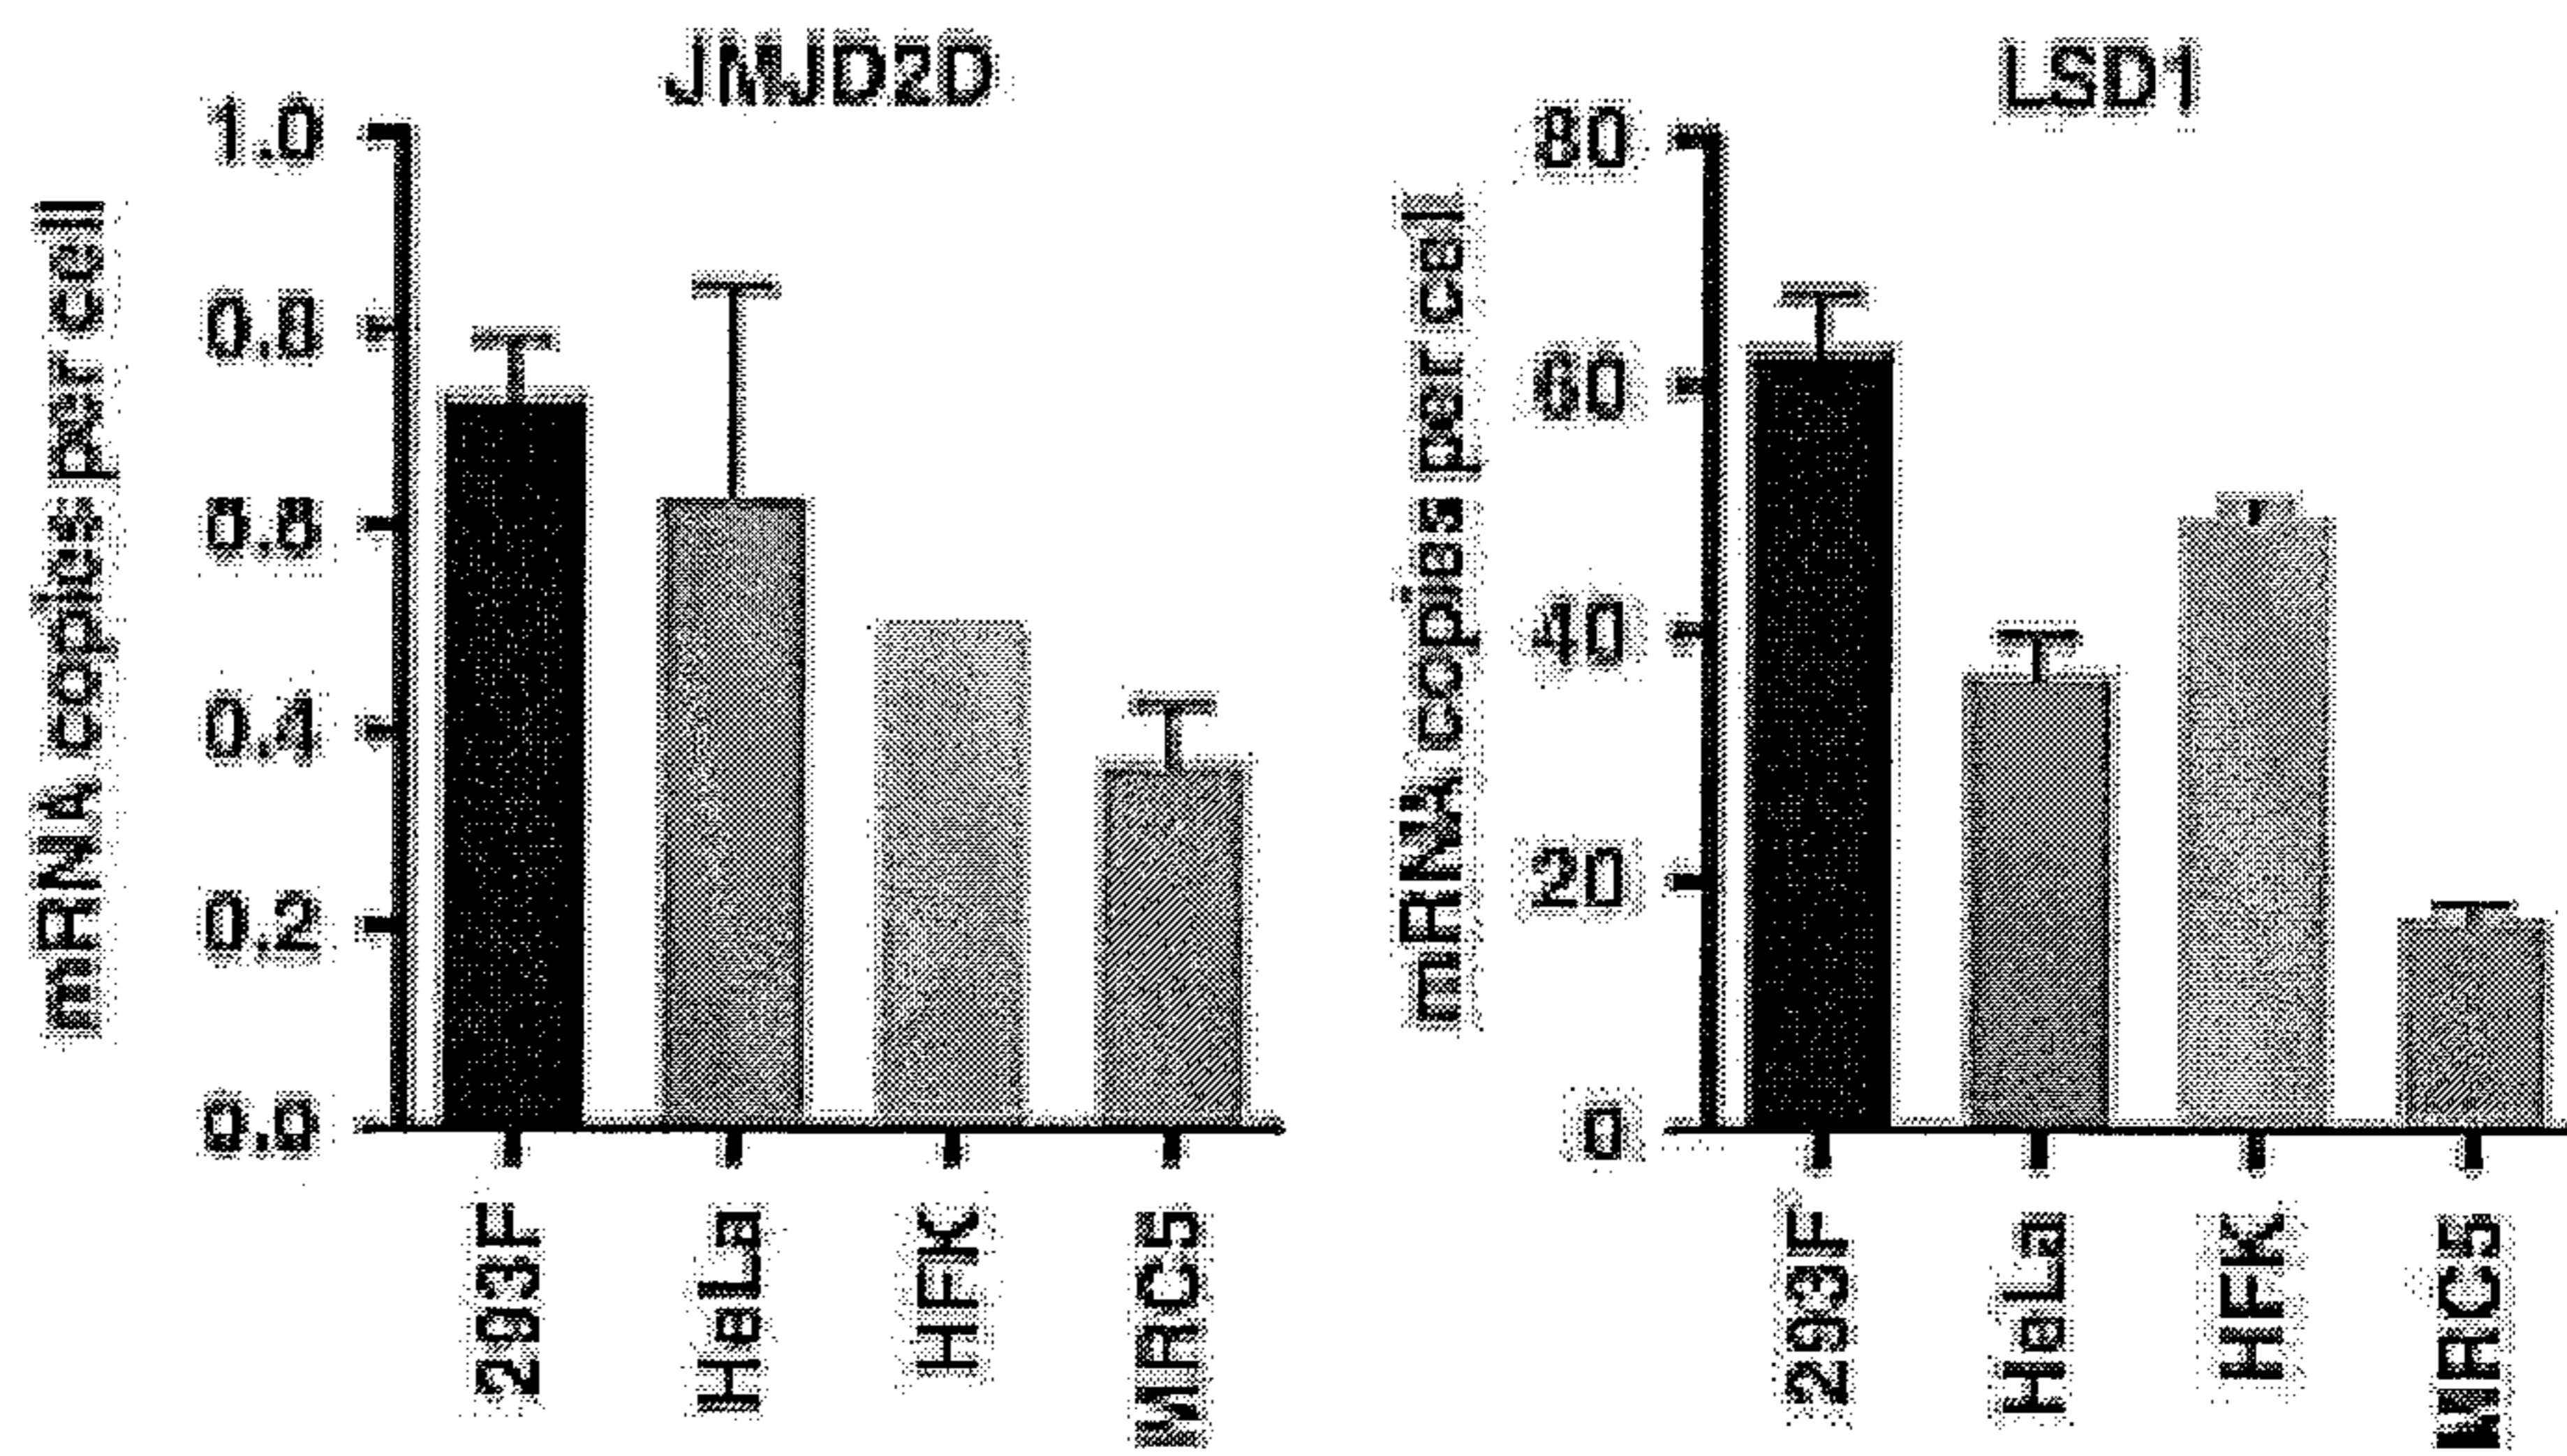 JMJD2D
mRNA copies per cell
1.0
0.8
0.6
0.4
0.2
0.0
293F
HeLa
HFK
MRC5
LSD1
mRNA copies per cell
80
60
40
20
0
293F
HeLa
HFK
MRC5